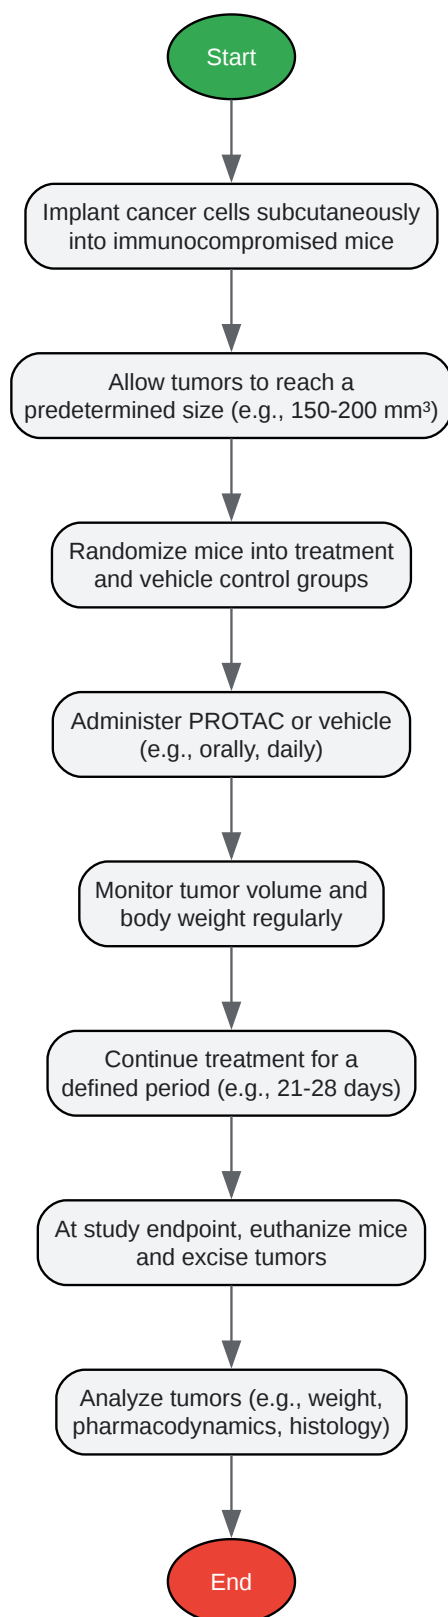 Start
Implant cancer cells subcutaneously
into immunocompromised mice
Allow tumors to reach a
predetermined size (e.g., 150-200 mm³)
Randomize mice into treatment
and vehicle control groups
Administer PROTAC or vehicle
(e.g., orally, daily)
Monitor tumor volume and
body weight regularly
Continue treatment for a
defined period (e.g., 21-28 days)
At study endpoint, euthanize mice
and excise tumors
Analyze tumors (e.g., weight,
pharmacodynamics, histology)
End